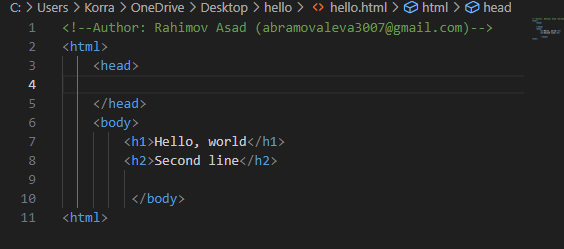 C: > Users > Korra > OneDrive > Desktop > hello > <> hello.html > html > head
1 <!--Author: Rahimov Asad (abramovaleva3007@gmail.com)-->
2 <html>
3 <head>
4
5 </head>
6 <body>
7 <h1>Hello, world</h1>
8 <h2>Second line</h2>
9
10 </body>
11 <html>